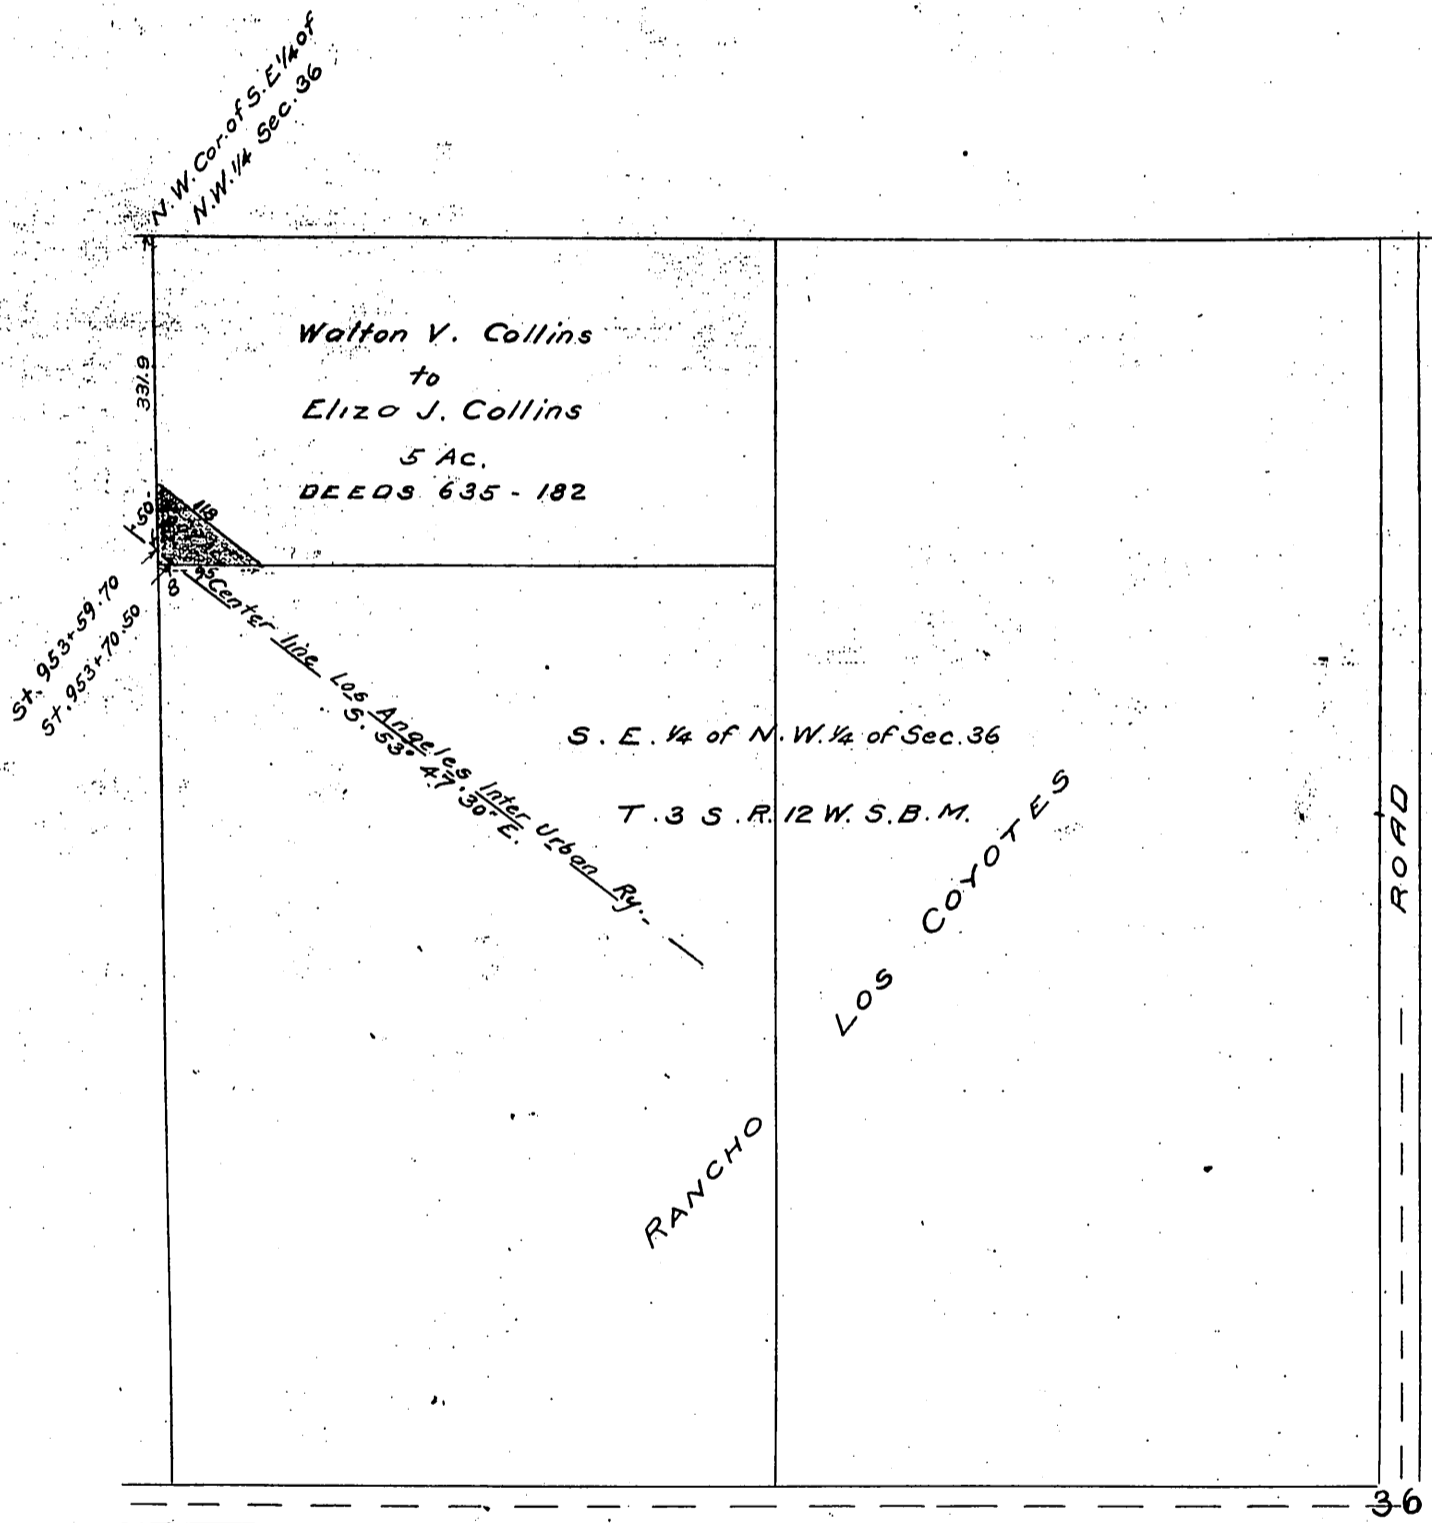 N.W. Cor. of S.E. 1/4 of
N.W. 1/4 Sec. 36
331.9
Walton V. Collins
to
Eliza J. Collins
5 Ac.
DEEDS 635 - 182
50
118
95
8
St. 953+59.70
St. 953+70.50
Center line Los Angeles Inter Urban Ry.
S. 53° 47' 30" E.
S. E. 1/4 of N. W. 1/4 of Sec. 36
T. 3 S. R. 12 W. S. B. M.
RANCHO LOS COYOTES
ROAD
36